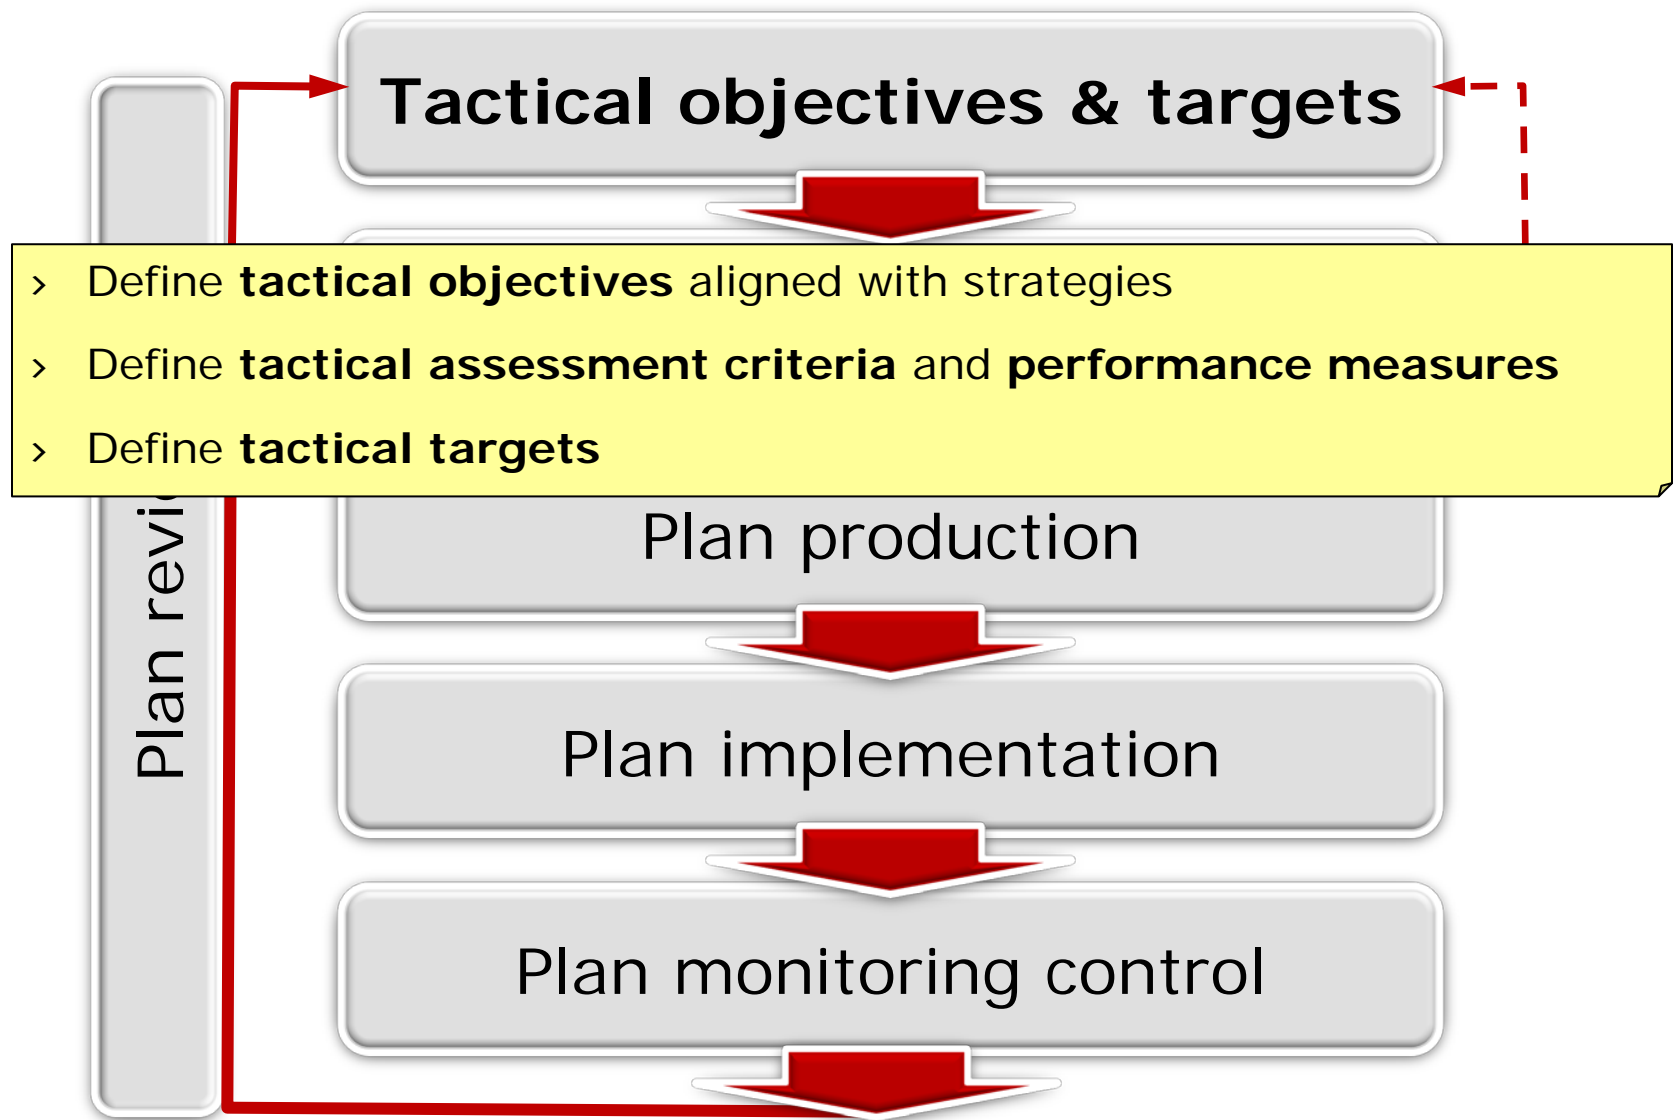 Tactical objectives & targets
› Define tactical objectives aligned with strategies
› Define tactical assessment criteria and performance measures
› Define tactical targets
Plan production
Plan implementation
Plan monitoring control
Plan